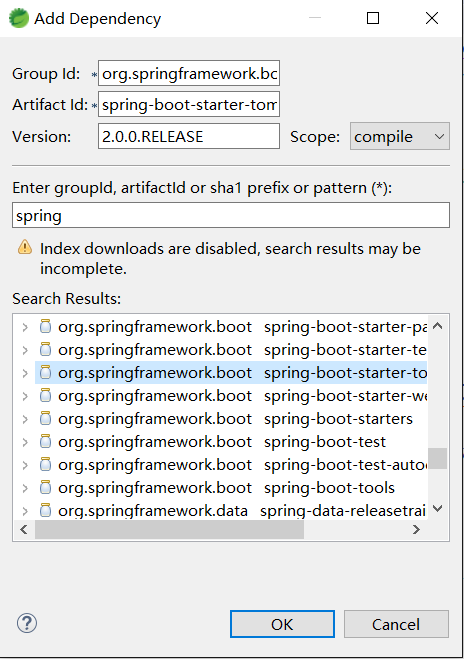 Add Dependency
Group Id: * org.springframework.bc
Artifact Id: * spring-boot-starter-tom
Version: 2.0.0.RELEASE Scope: compile
Enter groupId, artifactId or sha1 prefix or pattern (*):
spring
Index downloads are disabled, search results may be
incomplete.
Search Results:
org.springframework.boot spring-boot-starter-pa
org.springframework.boot spring-boot-starter-te
org.springframework.boot spring-boot-starter-to
org.springframework.boot spring-boot-starter-we
org.springframework.boot spring-boot-starters
org.springframework.boot spring-boot-test
org.springframework.boot spring-boot-test-autoc
org.springframework.boot spring-boot-tools
org.springframework.data spring-data-releasetrai
? OK Cancel